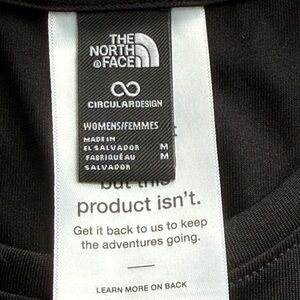 THE
NORTH
FACE
CIRCULARDESIGN
WOMENS/FEMMES
MADE IN
EL SALVADOR M
FABRIQUÉ AU M
SALVADOR
but this
product isn't.
Get it back to us to keep
the adventures going.
LEARN MORE ON BACK